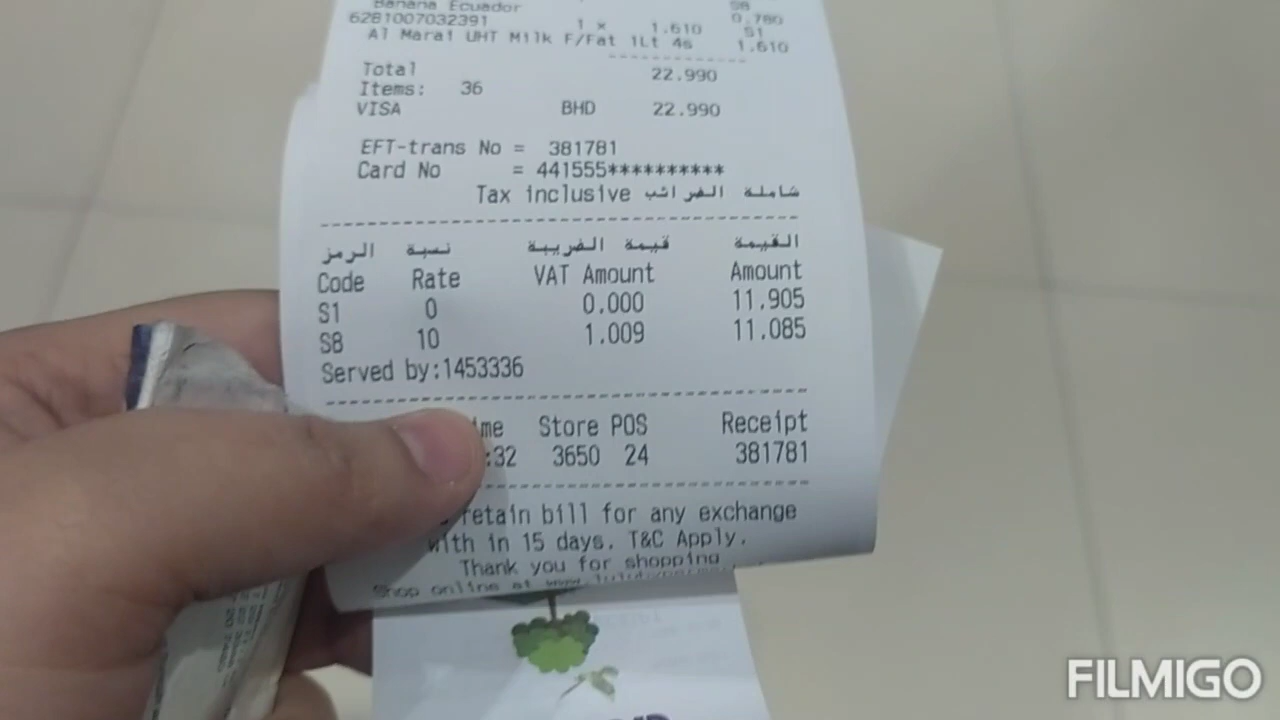 Banana Ecuador S8
6281007032391 1 x 1.610 0.780
Al Marai UHT Milk F/Fat 1Lt 4s 1.610 S1
Total 22.990
Items: 36
VISA BHD 22.990
EFT-trans No = 381781
Card No = 441555**********
Tax inclusive شاملة الضرائب
الرمز نسبة قيمة الضريبة القيمة
Code Rate VAT Amount Amount
S1 0 0.000 11.905
S8 10 1.009 11.085
Served by:1453336
Store POS Receipt
:32 3650 24 381781
retain bill for any exchange
with in 15 days. T&C Apply.
Thank you for shopping
Shop online at
FILMIGO